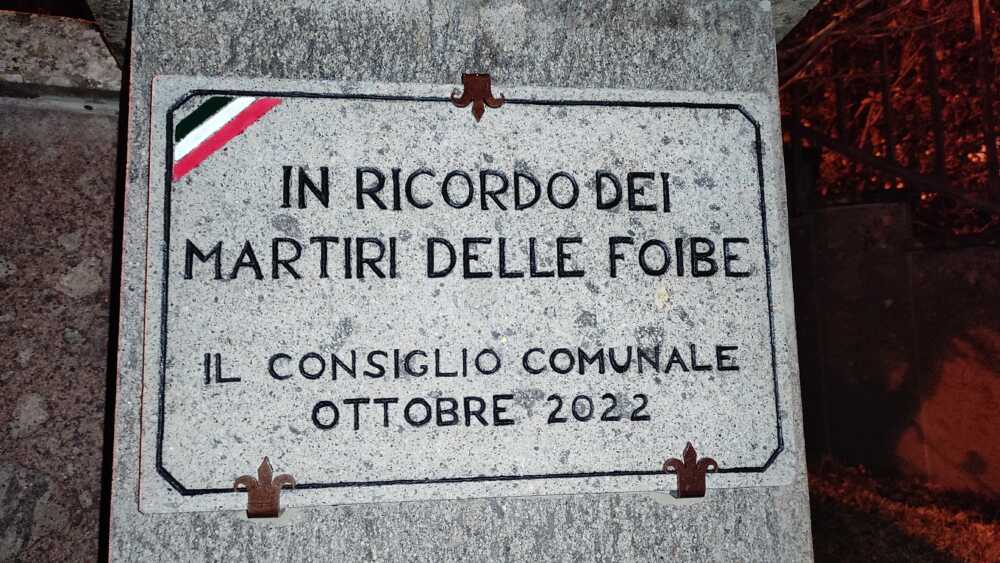 IN RICORDO DEI
MARTIRI DELLE FOIBE
IL CONSIGLIO COMUNALE
OTTOBRE 2022